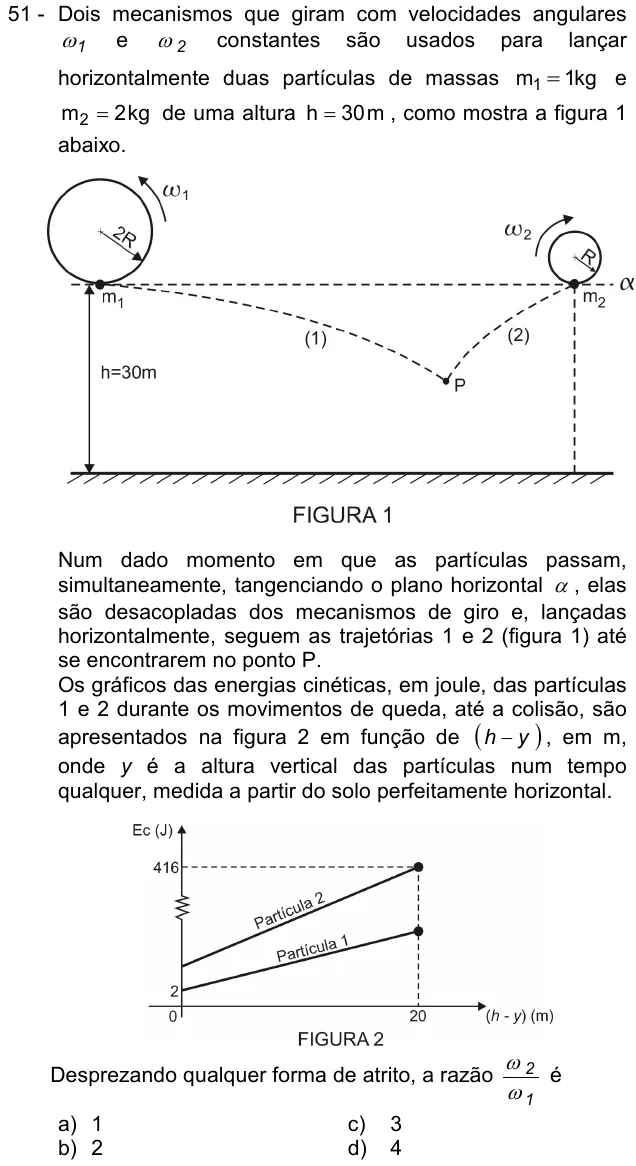 51 - Dois mecanismos que giram com velocidades angulares
ω1 e ω2 constantes são usados para lançar
horizontalmente duas partículas de massas m1 = 1kg e
m2 = 2kg de uma altura h = 30m , como mostra a figura 1
abaixo.
ω1
2R
ω2
R
α
m1
m2
(1)
(2)
P
h=30m
FIGURA 1
Num dado momento em que as partículas passam,
simultaneamente, tangenciando o plano horizontal α , elas
são desacopladas dos mecanismos de giro e, lançadas
horizontalmente, seguem as trajetórias 1 e 2 (figura 1) até
se encontrarem no ponto P.
Os gráficos das energias cinéticas, em joule, das partículas
1 e 2 durante os movimentos de queda, até a colisão, são
apresentados na figura 2 em função de (h – y), em m,
onde y é a altura vertical das partículas num tempo
qualquer, medida a partir do solo perfeitamente horizontal.
Ec (J)
416
Partícula 2
Partícula 1
2
0
20
(h - y) (m)
FIGURA 2
Desprezando qualquer forma de atrito, a razão ω2/ω1 é
a) 1 c) 3
b) 2 d) 4